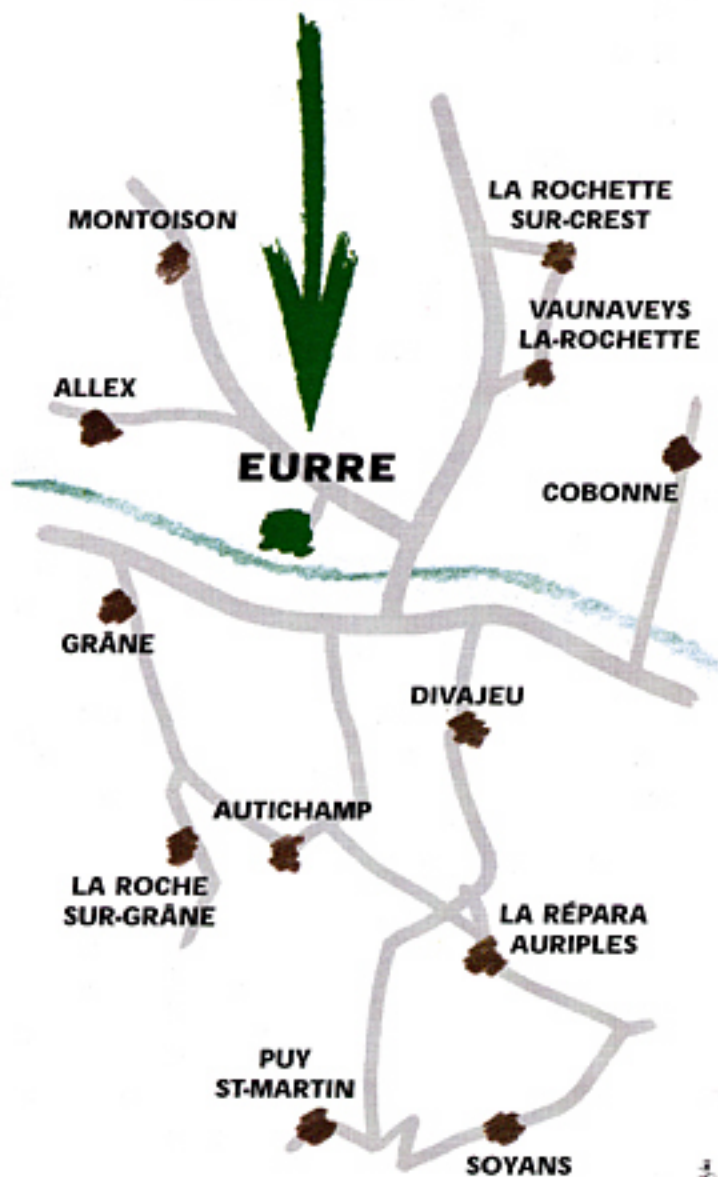 MONTOISON
LA ROCHETTE
SUR-CREST
VAUNAVEYS
LA-ROCHETTE
ALLEX
EURRE
COBONNE
GRÂNE
DIVAJEU
AUTICHAMP
LA ROCHE
SUR-GRÂNE
LA RÉPARA
AURIPLES
PUY
ST-MARTIN
SOYANS